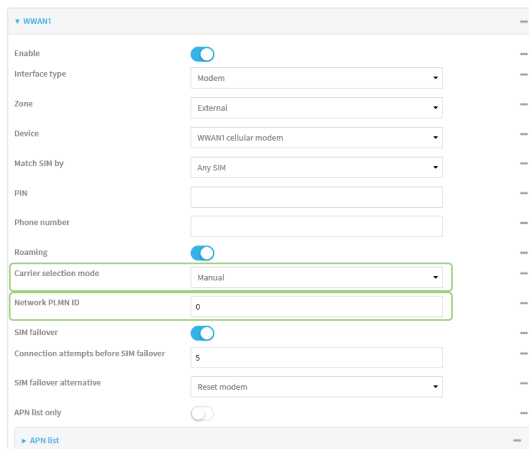 WWAN1
Enable
Interface type Modem
Zone External
Device WWAN1 cellular modem
Match SIM by Any SIM
PIN
Phone number
Roaming
Carrier selection mode Manual
Network PLMN ID 0
SIM failover
Connection attempts before SIM failover 5
SIM failover alternative Reset modem
APN list only
APN list